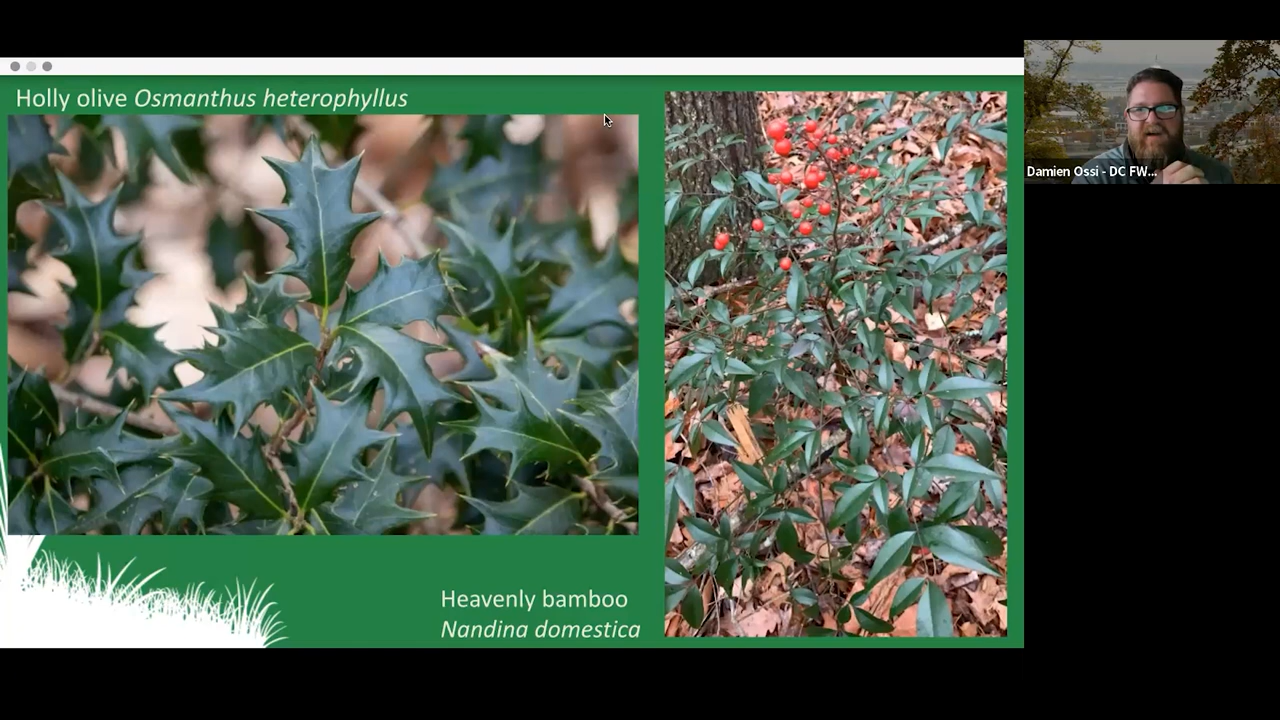 Holly olive Osmanthus heterophyllus
Damien Ossi - DC FW...
Heavenly bamboo
Nandina domestica